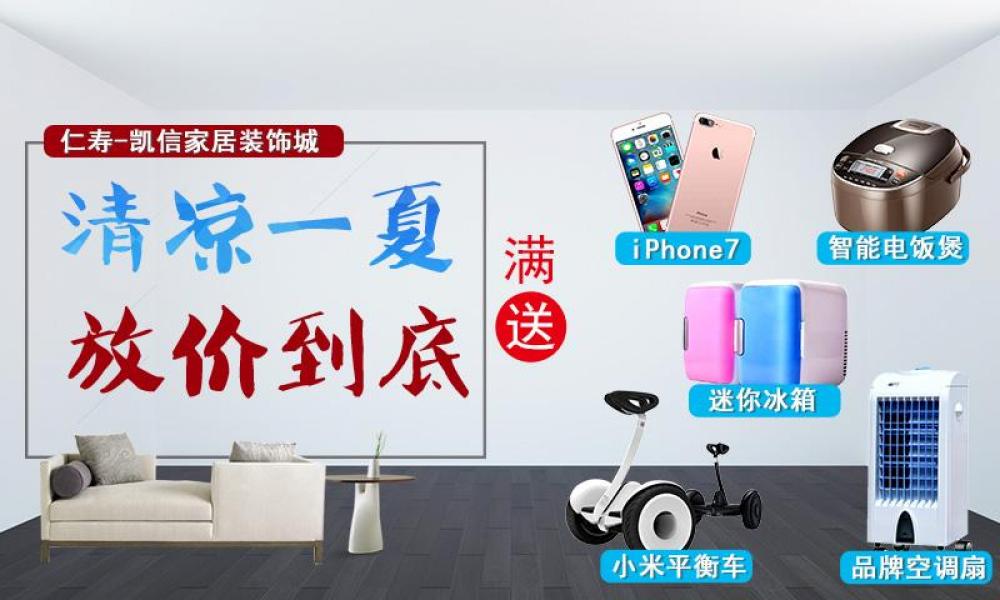 仁寿-凯信家居装饰城
清凉一夏
放价到底
满
送
iPhone7
智能电饭煲
迷你冰箱
小米平衡车
品牌空调扇